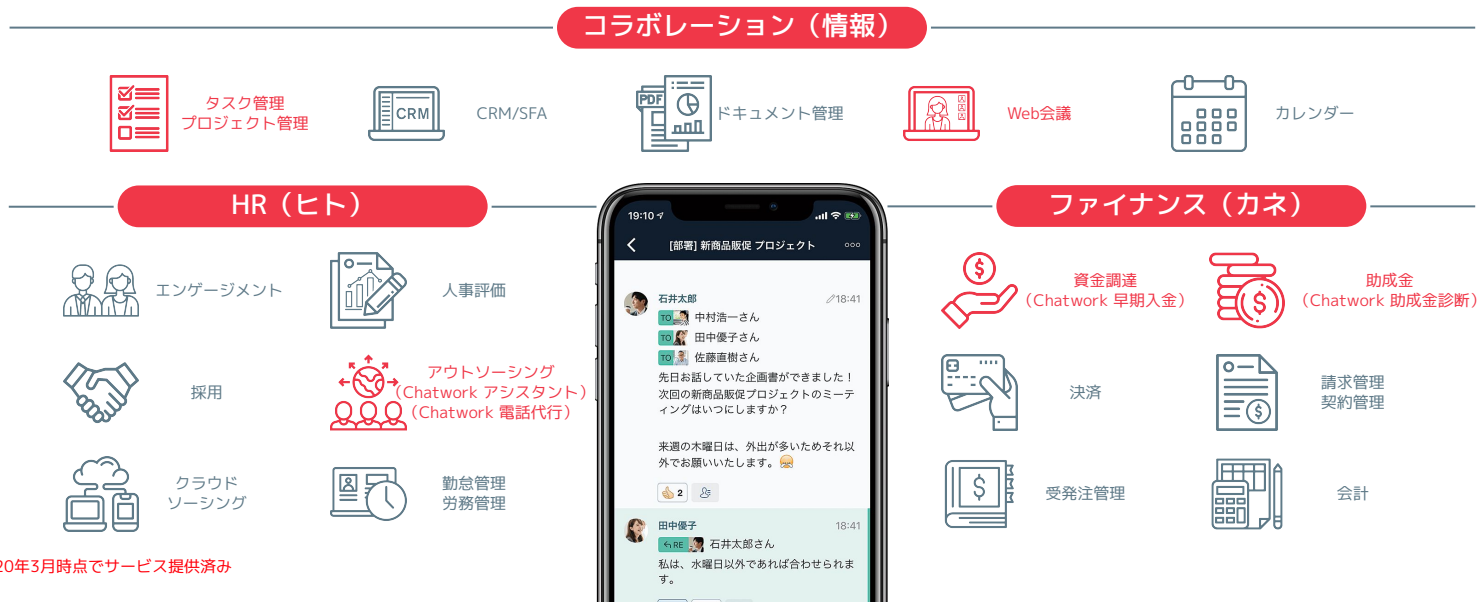 コラボレーション（情報）
タスク管理
プロジェクト管理
CRM
CRM/SFA
PDF
ドキュメント管理
Web会議
カレンダー
HR（ヒト）
エンゲージメント
人事評価
採用
アウトソーシング
（Chatwork アシスタント）
（Chatwork 電話代行）
クラウド
ソーシング
勤怠管理
労務管理
19:10
[部署] 新商品販促 プロジェクト
石井太郎
18:41
TO 中村浩一さん
TO 田中優子さん
TO 佐藤直樹さん
先日お話していた企画書ができました！
次回の新商品販促プロジェクトのミーテ
ィングはいつにしますか？
来週の木曜日は、外出が多いためそれ以
外でお願いいたします。
2
田中優子
18:41
RE 石井太郎さん
私は、水曜日以外であれば合わせられま
す。
ファイナンス（カネ）
資金調達
（Chatwork 早期入金）
助成金
（Chatwork 助成金診断）
決済
請求管理
契約管理
受発注管理
会計
20年3月時点でサービス提供済み